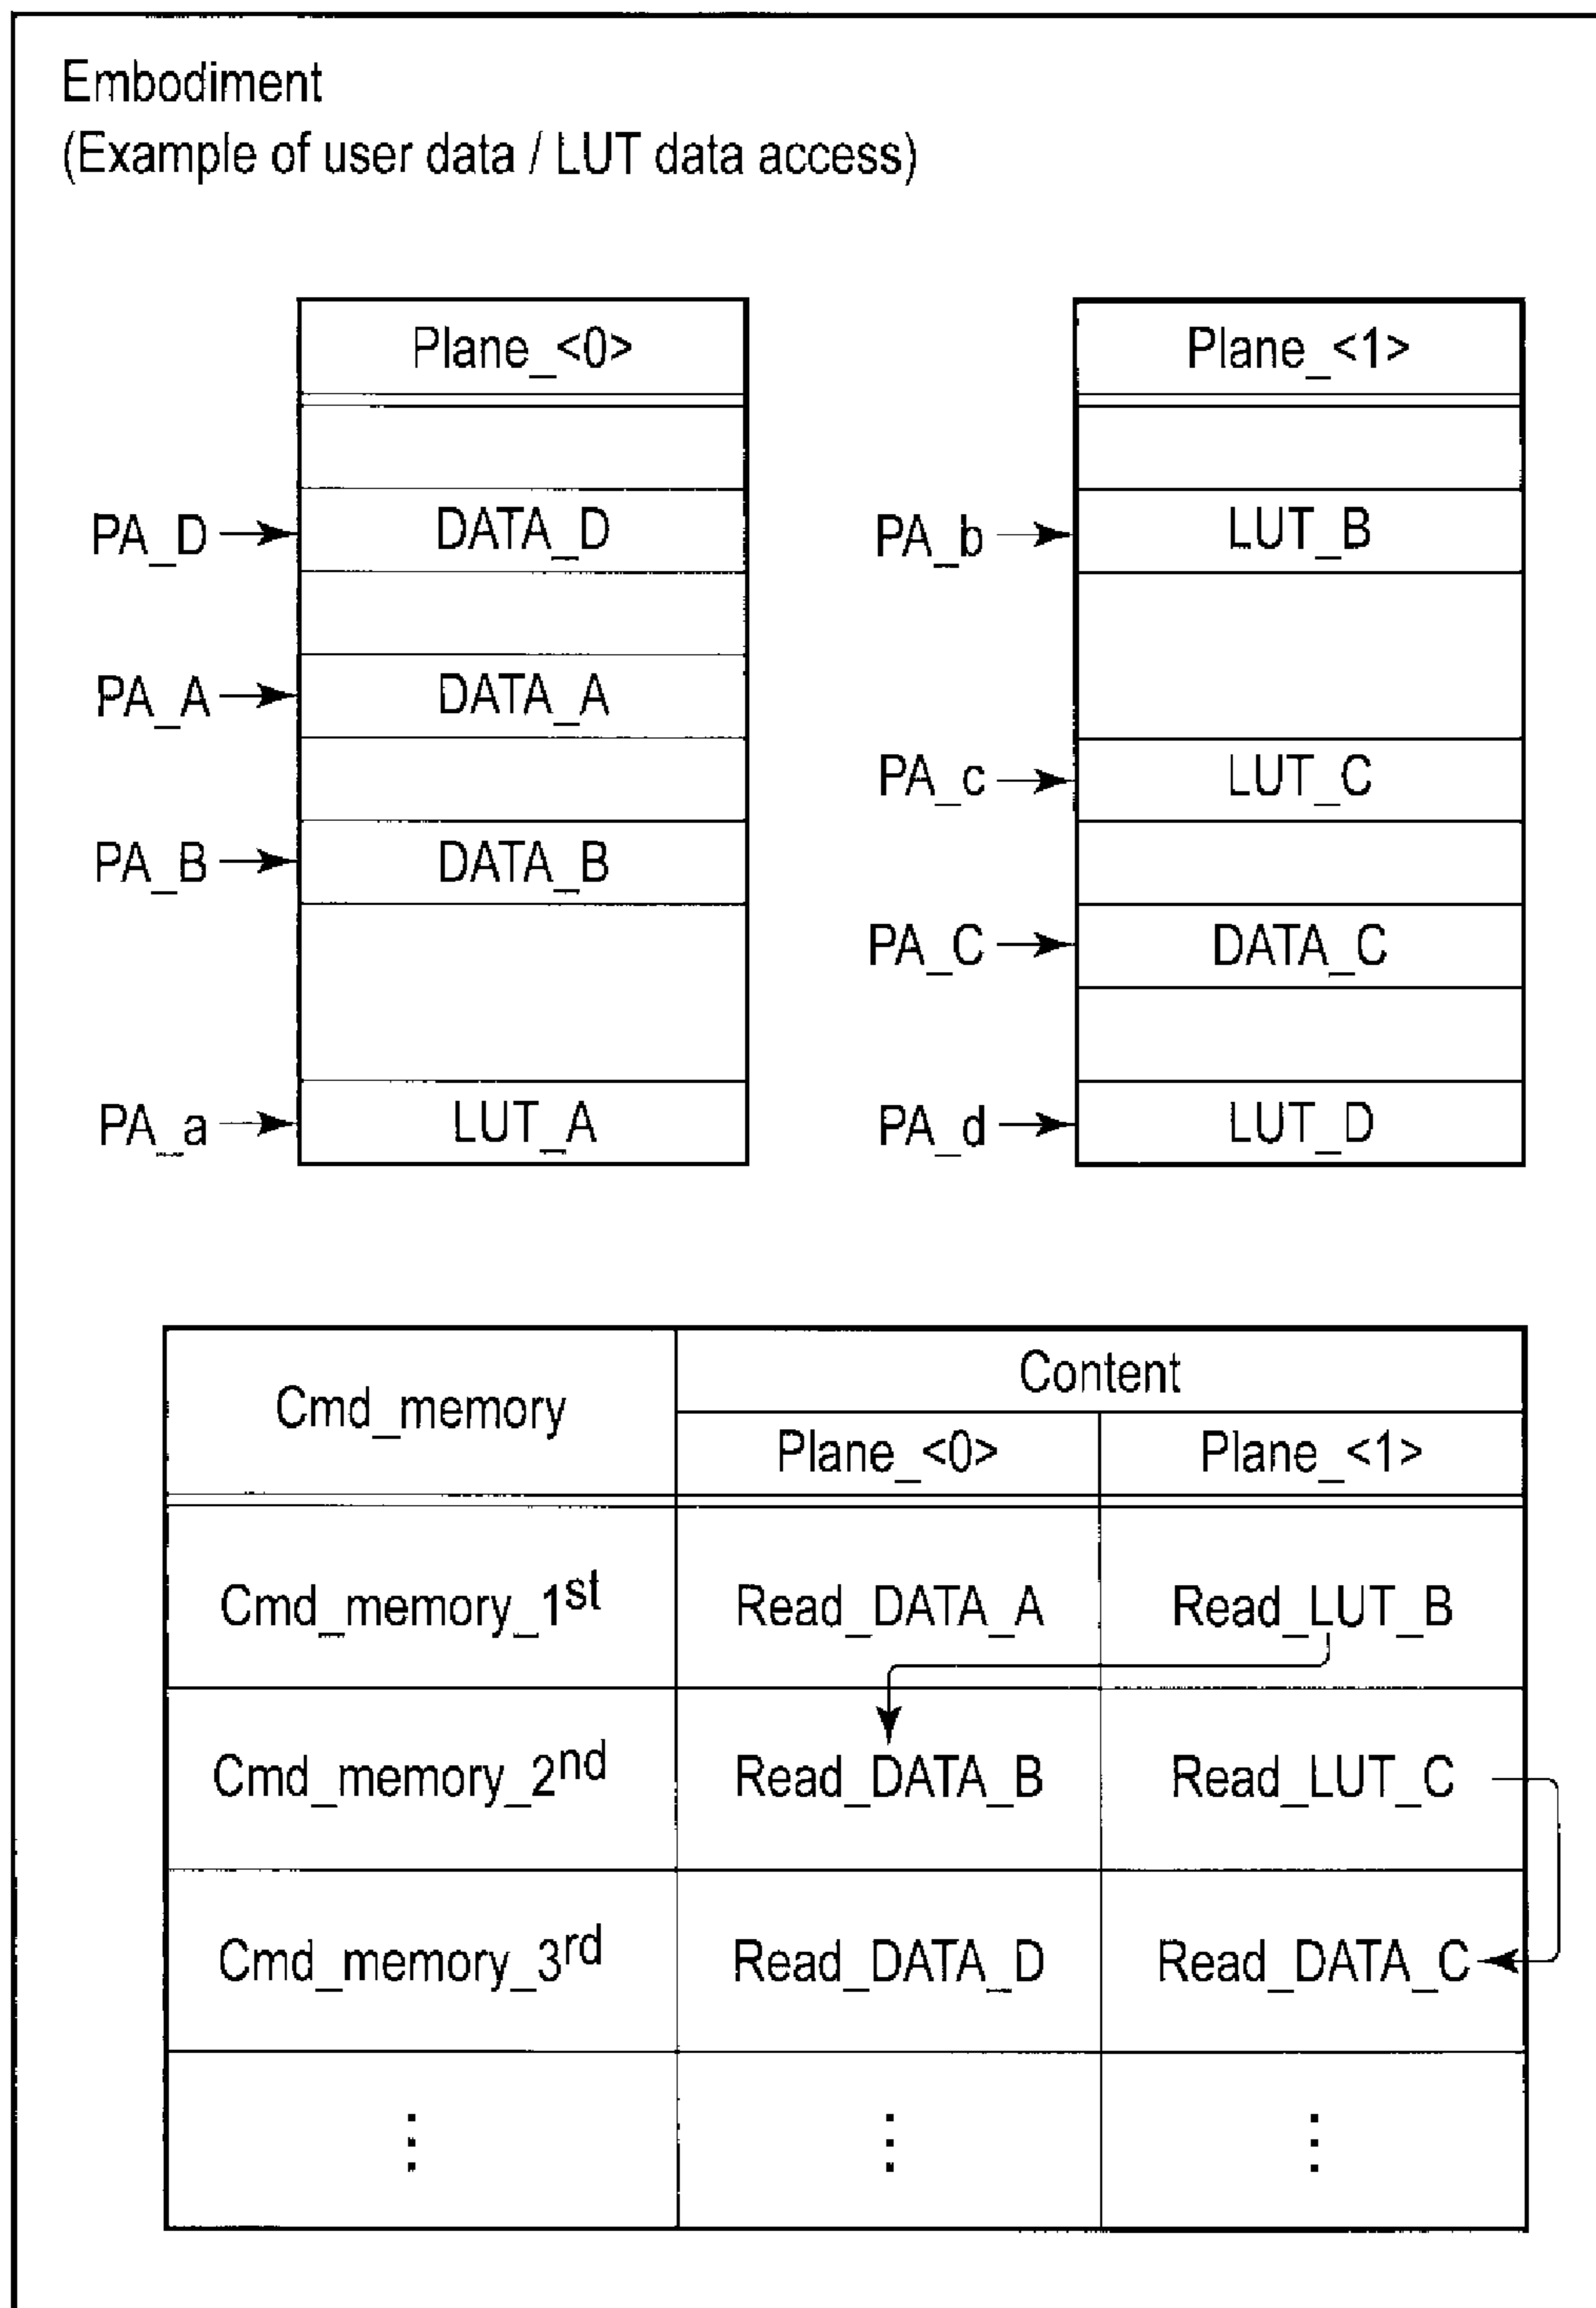 Embodiment
(Example of user data / LUT data access)
Plane_<0>
PA_D DATA_D
PA_A DATA_A
PA_B DATA_B
PA_a LUT_A
Plane_<1>
PA_b LUT_B
PA_c LUT_C
PA_C DATA_C
PA_d LUT_D
Cmd_memory Content
Plane_<0> Plane_<1>
Cmd_memory_1st Read_DATA_A Read_LUT_B
Cmd_memory_2nd Read_DATA_B Read_LUT_C
Cmd_memory_3rd Read_DATA_D Read_DATA_C
⋮ ⋮ ⋮